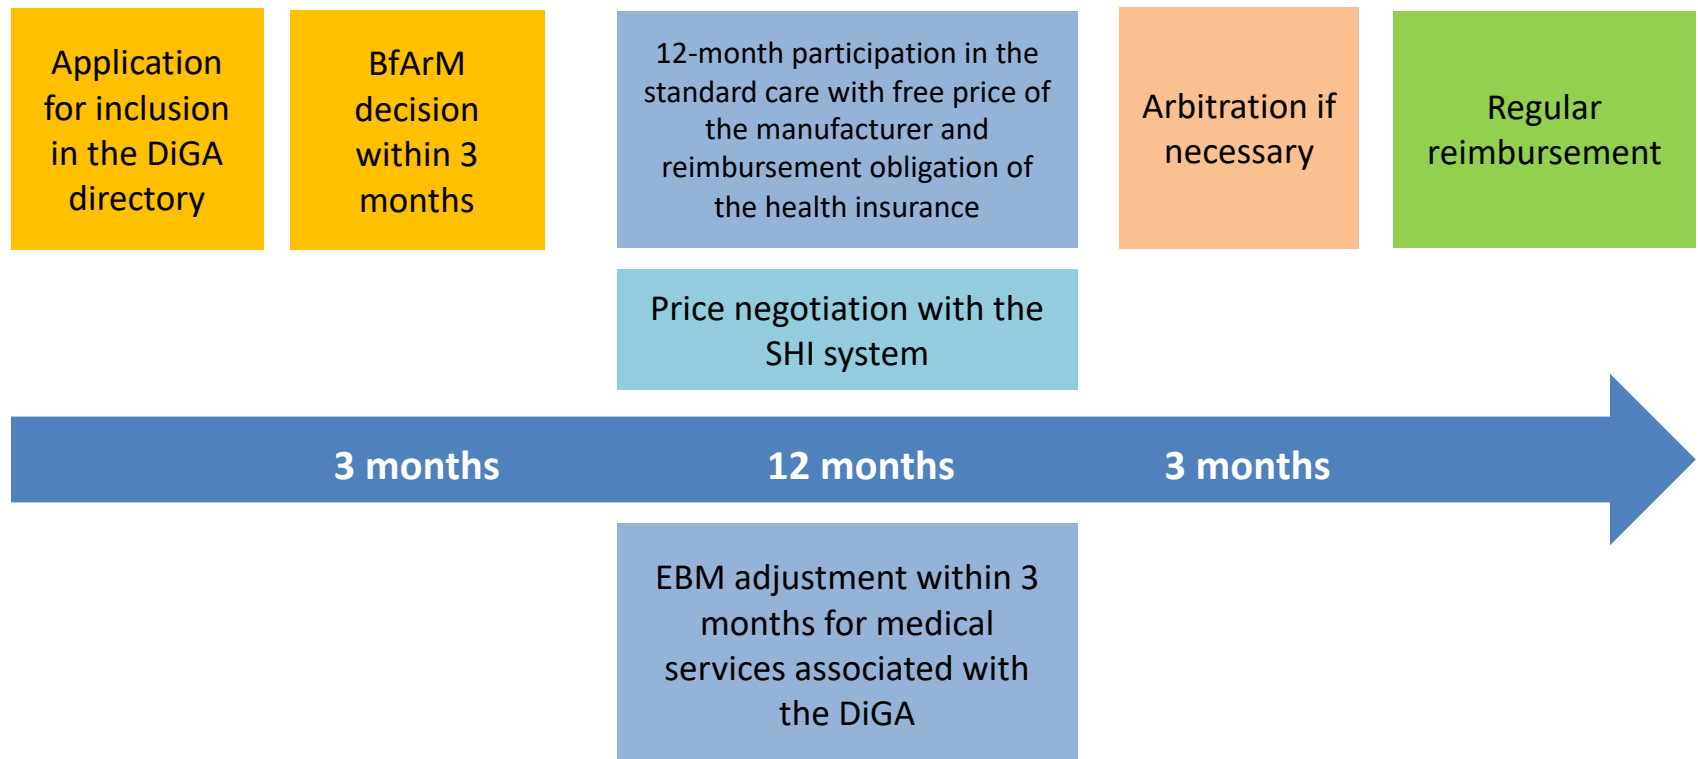 Application
for inclusion
in the DiGA
directory
BfArM
decision
within 3
months
12-month participation in the
standard care with free price of
the manufacturer and
reimbursement obligation of
the health insurance
Arbitration if
necessary
Regular
reimbursement
Price negotiation with the
SHI system
3 months
12 months
3 months
EBM adjustment within 3
months for medical
services associated with
the DiGA